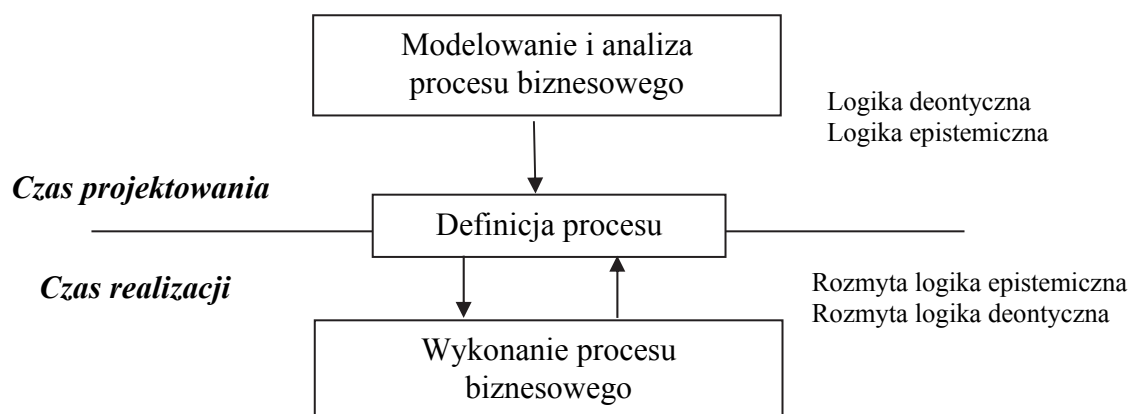 Modelowanie i analiza
procesu biznesowego
Logika deontyczna
Logika epistemiczna
Czas projektowania
Definicja procesu
Czas realizacji
Rozmyta logika epistemiczna
Rozmyta logika deontyczna
Wykonanie procesu
biznesowego